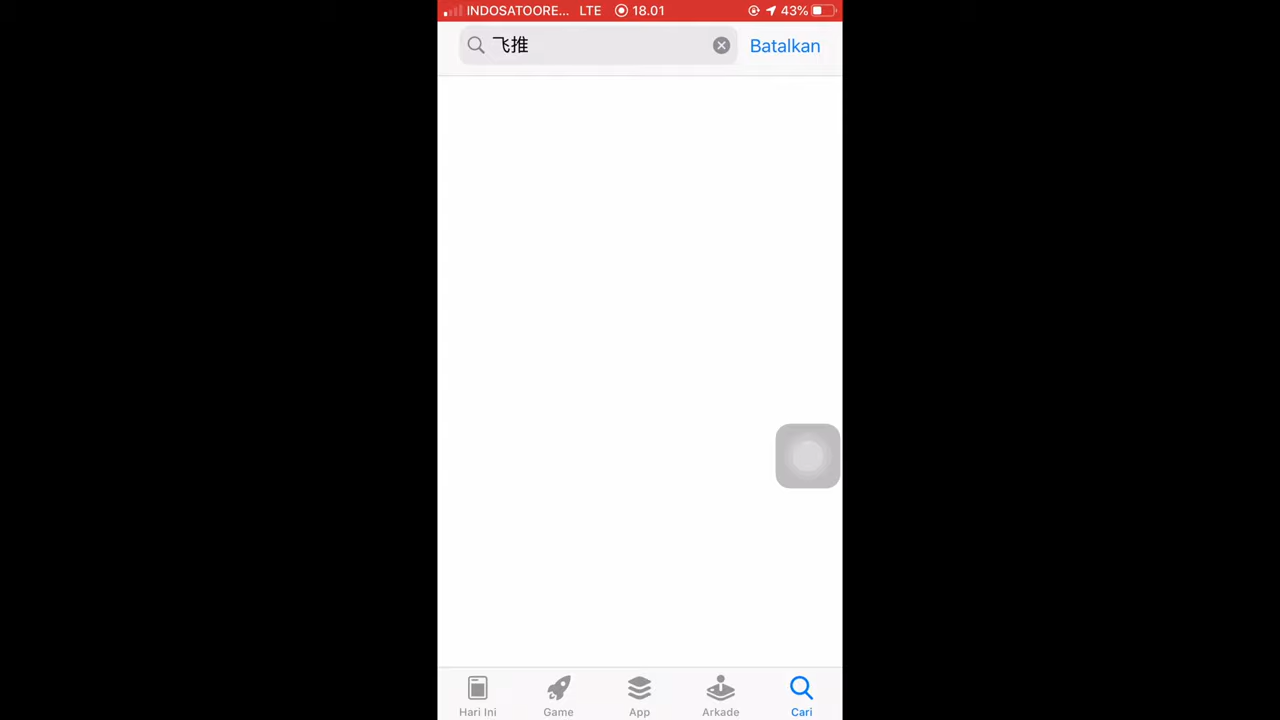 INDOSATOORE... LTE 18.01 43%
飞推 Batalkan
Hari Ini Game App Arkade Cari